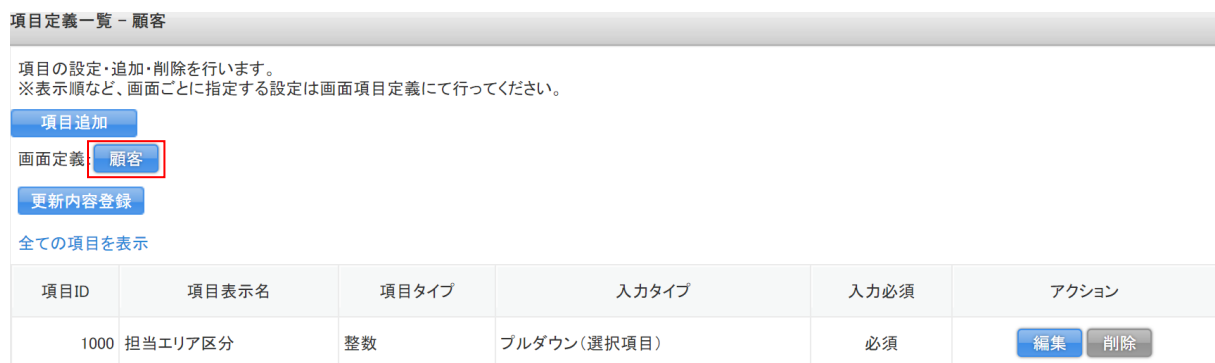 項目定義一覧 - 顧客
項目の設定・追加・削除を行います。
※表示順など、画面ごとに指定する設定は画面項目定義にて行ってください。
項目追加
画面定義: 顧客
更新内容登録
全ての項目を表示
項目ID 項目表示名 項目タイプ 入力タイプ 入力必須 アクション
1000 担当エリア区分 整数 プルダウン(選択項目) 必須 編集 削除